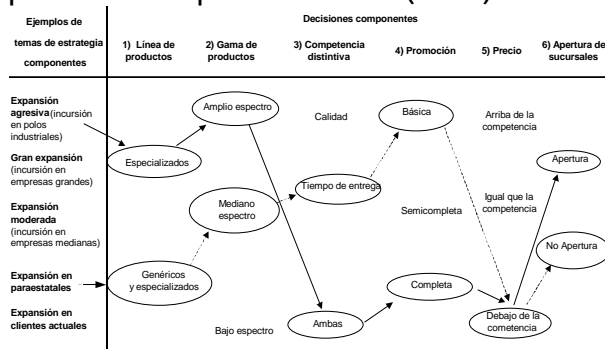 Ejemplos de
temas de estrategia
componentes
Decisiones componentes
1) Línea de
productos
2) Gama de
productos
3) Competencia
distintiva
4) Promoción
5) Precio
6) Apertura de
sucursales
Expansión
agresiva (incursión
en polos
industriales)
Gran expansión
(incursión en
empresas grandes)
Expansión
moderada
(incursión en
empresas medianas)
Expansión en
paraestatales
Expansión en
clientes actuales
Especializados
Genéricos
y especializados
Amplio espectro
Mediano
espectro
Bajo espectro
Calidad
Tiempo de entrega
Ambas
Básica
Semicompleta
Completa
Arriba de la
competencia
Igual que la
competencia
Debajo de la
cometencia
Apertura
No Apertura